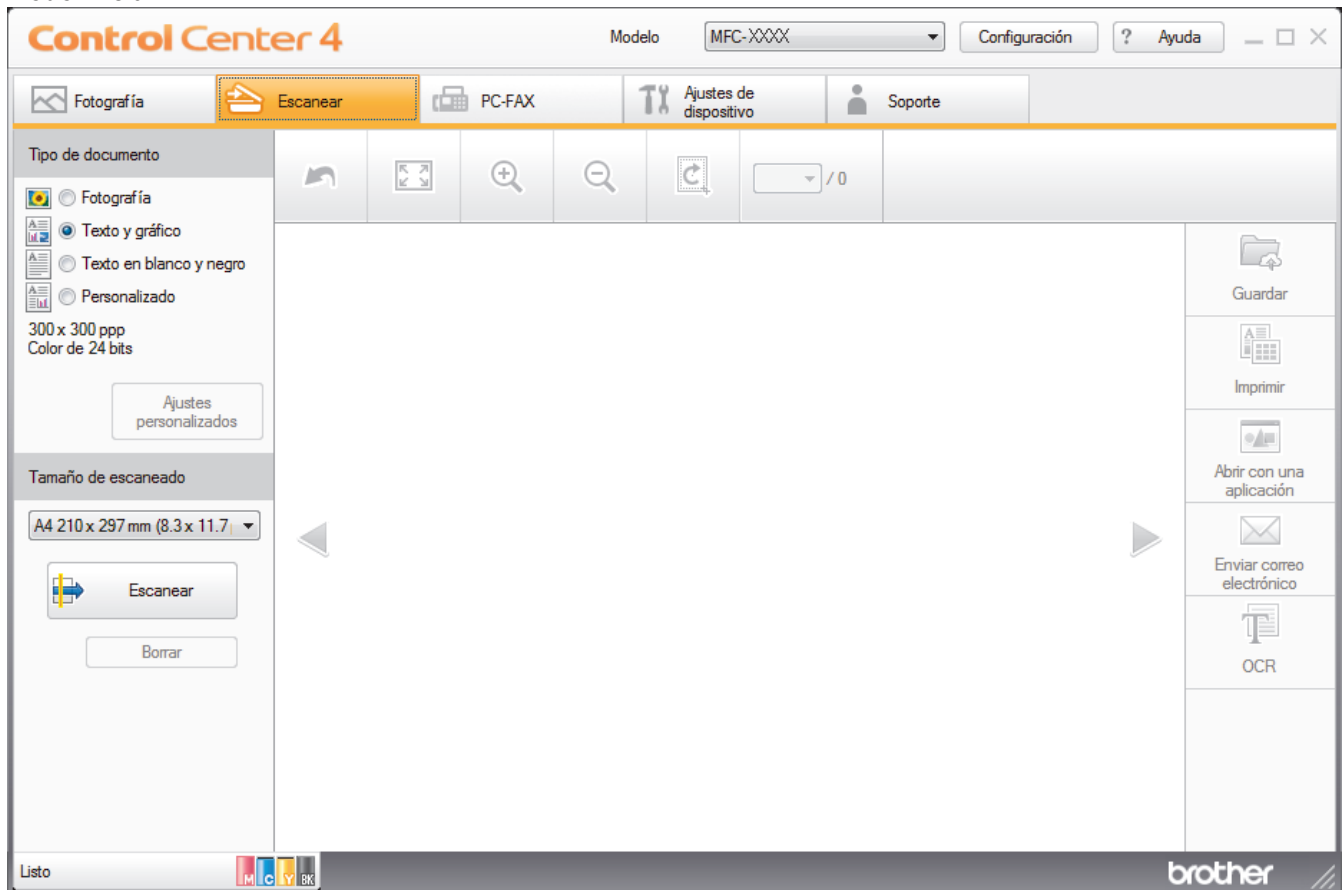 Control Center 4
Modelo
MFC-XXXX
Configuración
? Ayuda
Fotografía
Escanear
PC-FAX
Ajustes de
dispositivo
Soporte
Tipo de documento
Fotografía
Texto y gráfico
Texto en blanco y negro
Personalizado
300 x 300 ppp
Color de 24 bits
Ajustes
personalizados
Tamaño de escaneado
A4 210 x 297 mm (8.3 x 11.7
Escanear
Borrar
/ 0
Guardar
Imprimir
Abrir con una
aplicación
Enviar correo
electrónico
OCR
Listo
M C Y BK
brother